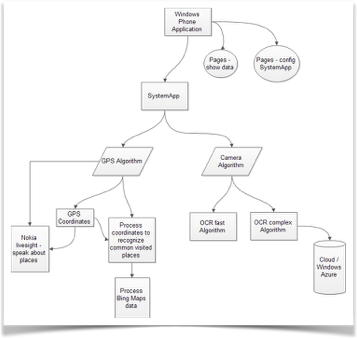 Windows
Phone
Application
Pages -
show data
Pages - config
SystemApp
SystemApp
GPS Algorithm
Camera
Algorithm
GPS
Coordinates
Nokia
livesight -
speak about
places
Process
coordinates to
recognize
common visited
places
OCR fast
Algorithm
OCR complex
Algorithm
Cloud /
Windows
Azure
Process
Bing Maps
data